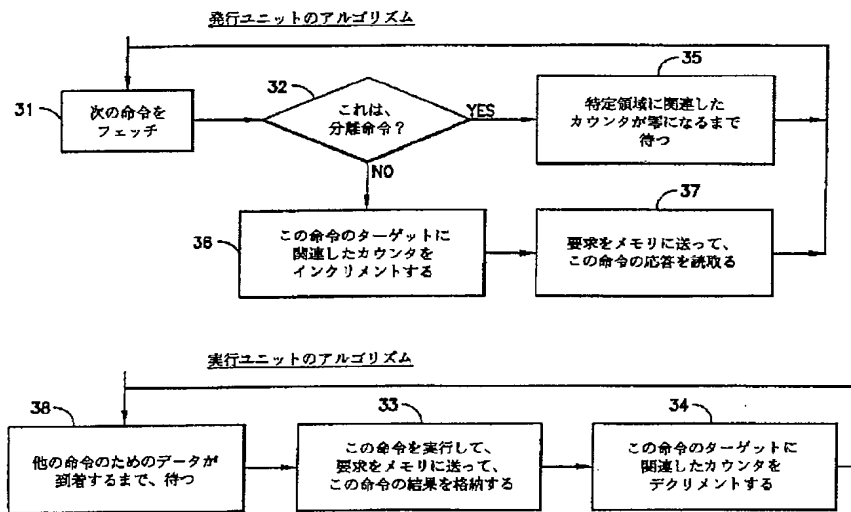 発行ユニットのアルゴリズム
31
次の命令を
フェッチ
32
これは、
分離命令？
YES
NO
35
特定領域に関連した
カウンタが零になるまで
待つ
36
この命令のターゲットに
関連したカウンタを
インクリメントする
37
要求をメモリに送って、
この命令の応答を読取る
実行ユニットのアルゴリズム
38
他の命令のためのデータが
到着するまで、待つ
33
この命令を実行して、
要求をメモリに送って、
この命令の結果を格納する
34
この命令のターゲットに
関連したカウンタを
デクリメントする